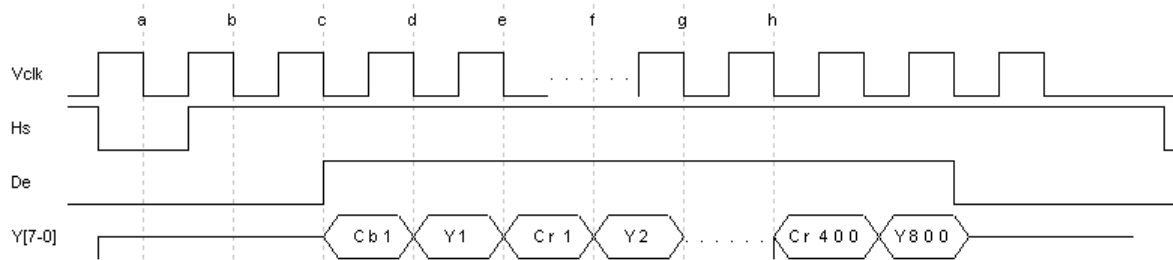 a b c d e f g h
Vclk
Hs
De
Y[7-0] Cb1 Y1 Cr1 Y2 Cr400 Y800